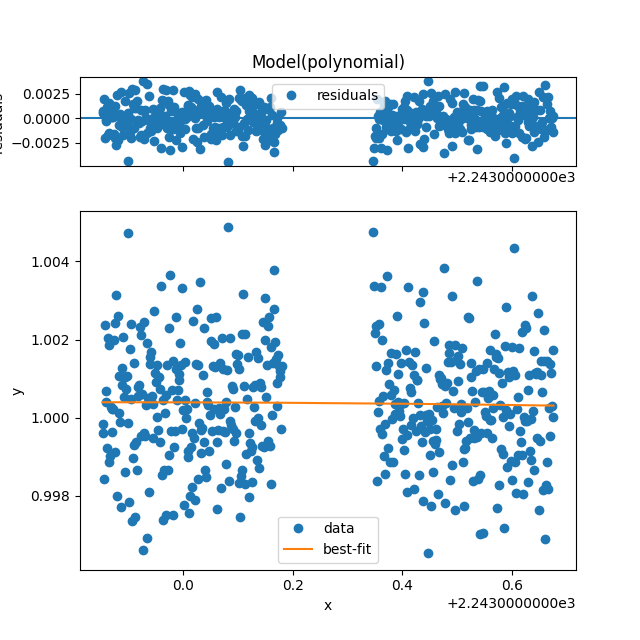 Model(polynomial)
0.0025
0.0000
−0.0025
residuals
+2.2430000000e3
1.004
1.002
1.000
0.998
y
data
best-fit
0.0 0.2 0.4 0.6
x
+2.2430000000e3